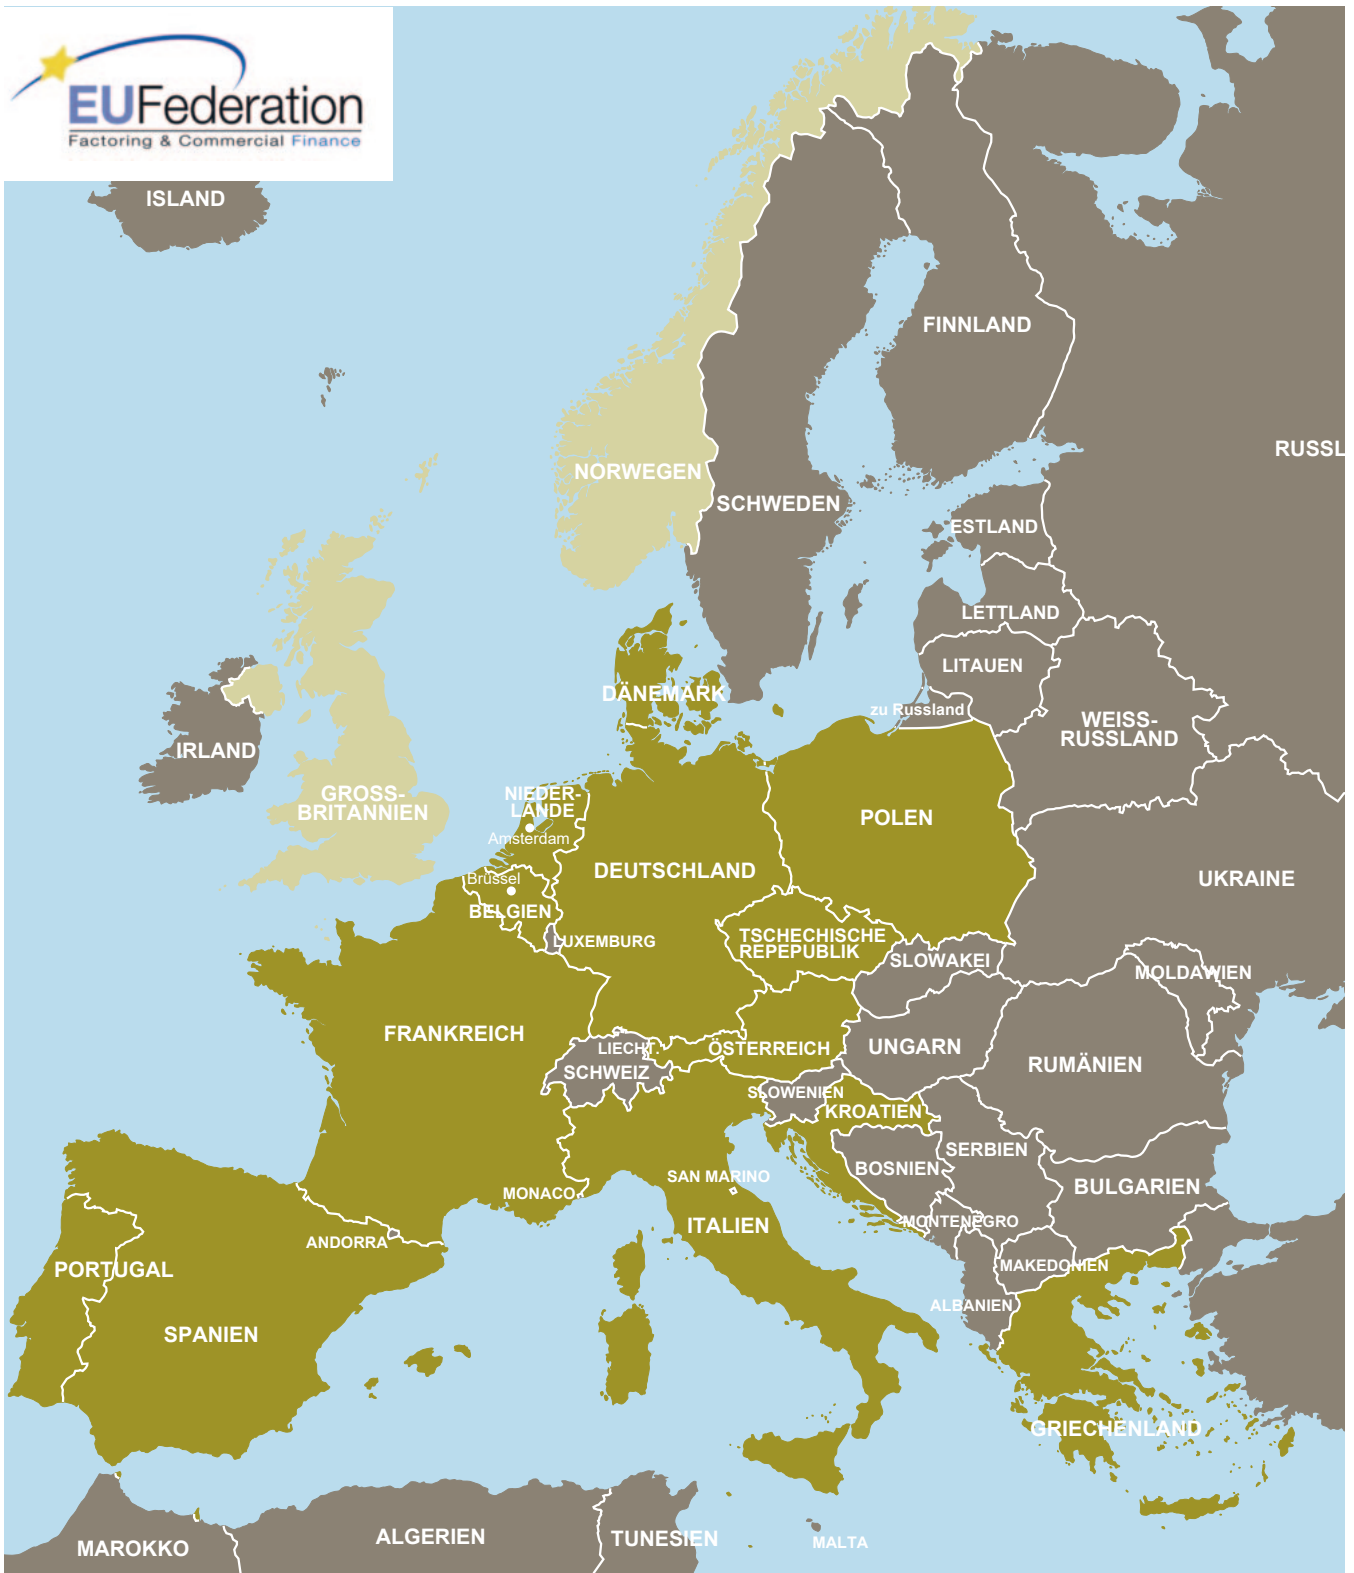 EUFederation
Factoring & Commercial Finance
ISLAND
FINNLAND
RUSSL
NORWEGEN
SCHWEDEN
ESTLAND
LETTLAND
LITAUEN
DÄNEMARK
zu Russland
WEISS-
RUSSLAND
IRLAND
GROSS-
BRITANNIEN
NIEDER-
LANDE
Amsterdam
POLEN
DEUTSCHLAND
UKRAINE
Brüssel
BELGIEN
LUXEMBURG
TSCHECHISCHE
REPEPUBLIK
SLOWAKEI
MOLDAWIEN
FRANKREICH
LIECHT.
SCHWEIZ
ÖSTERREICH
UNGARN
RUMÄNIEN
SLOWENIEN
KROATIEN
SERBIEN
BOSNIEN
SAN MARINO
MONACO
BULGARIEN
ITALIEN
MONTENEGRO
ANDORRA
MAKEDONIEN
PORTUGAL
ALBANIEN
SPANIEN
GRIECHENLAND
MAROKKO
ALGERIEN
TUNESIEN
MALTA